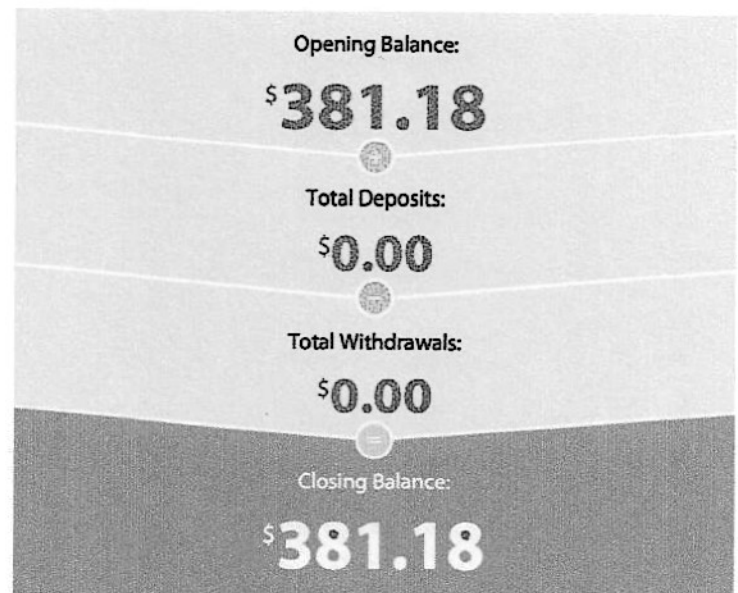 Opening Balance:
$381.18
+
Total Deposits:
$0.00
-
Total Withdrawals:
$0.00
=
Closing Balance:
$381.18